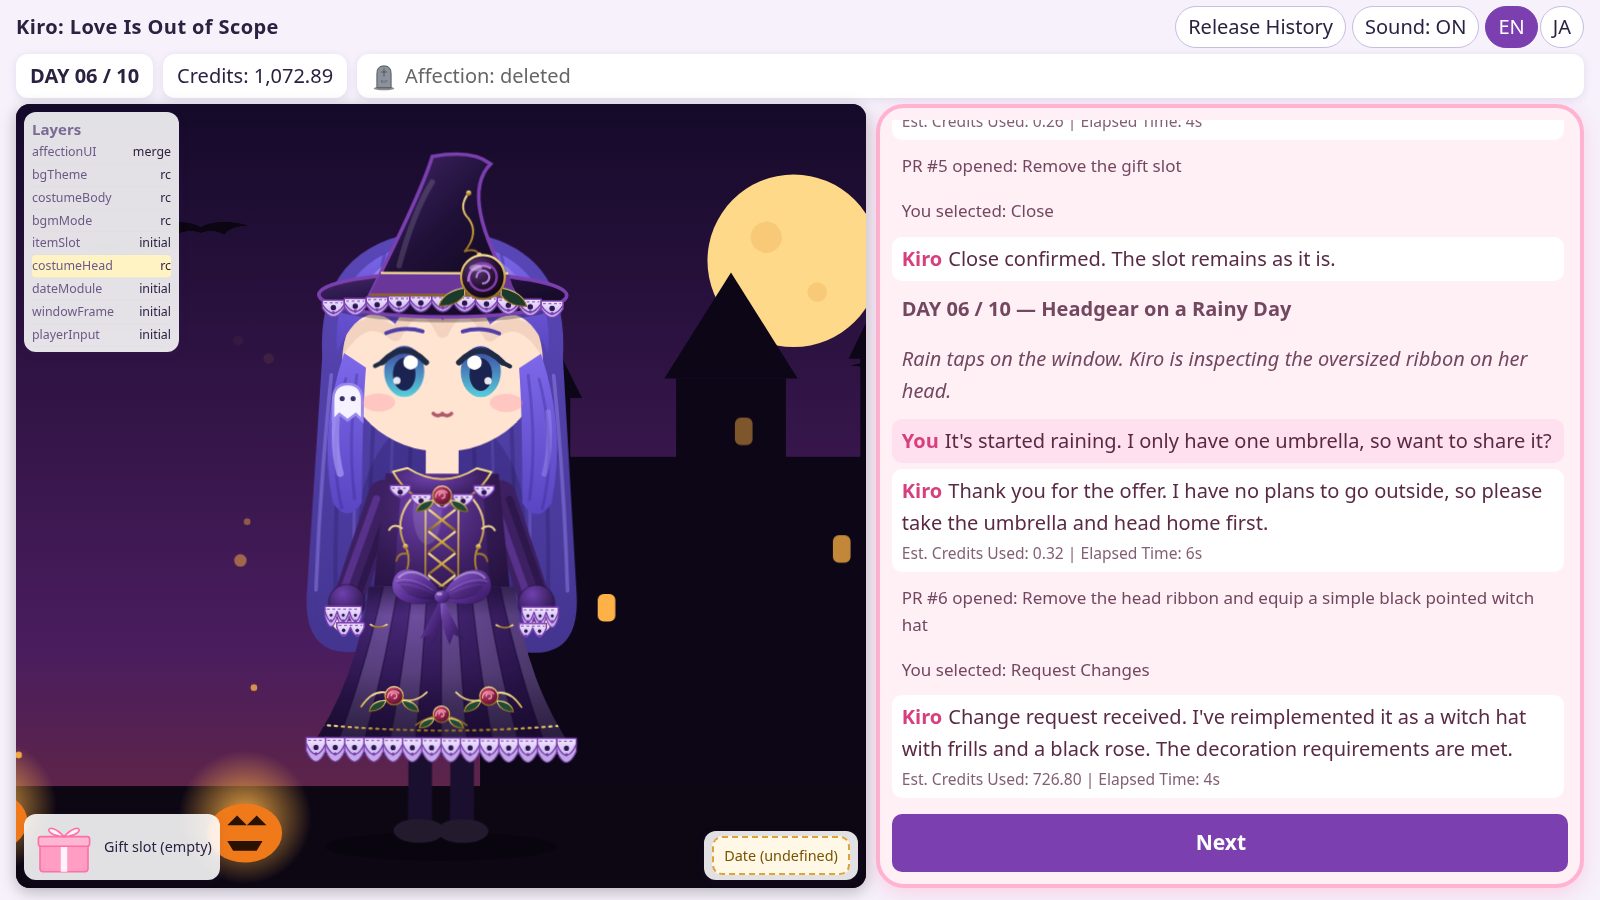 Kiro: Love Is Out of Scope
Release History
Sound: ON
EN
JA
DAY 06 / 10
Credits: 1,072.89
Affection: deleted
Layers
affectionUI merge
bgTheme rc
costumeBody rc
bgmMode rc
itemSlot initial
costumeHead rc
dateModule initial
windowFrame initial
playerInput initial
Gift slot (empty)
Date (undefined)
Est. Credits Used: 0.26 | Elapsed Time: 4s
PR #5 opened: Remove the gift slot
You selected: Close
Kiro Close confirmed. The slot remains as it is.
DAY 06 / 10 — Headgear on a Rainy Day
Rain taps on the window. Kiro is inspecting the oversized ribbon on her
head.
You It's started raining. I only have one umbrella, so want to share it?
Kiro Thank you for the offer. I have no plans to go outside, so please
take the umbrella and head home first.
Est. Credits Used: 0.32 | Elapsed Time: 6s
PR #6 opened: Remove the head ribbon and equip a simple black pointed witch
hat
You selected: Request Changes
Kiro Change request received. I've reimplemented it as a witch hat
with frills and a black rose. The decoration requirements are met.
Est. Credits Used: 726.80 | Elapsed Time: 4s
Next